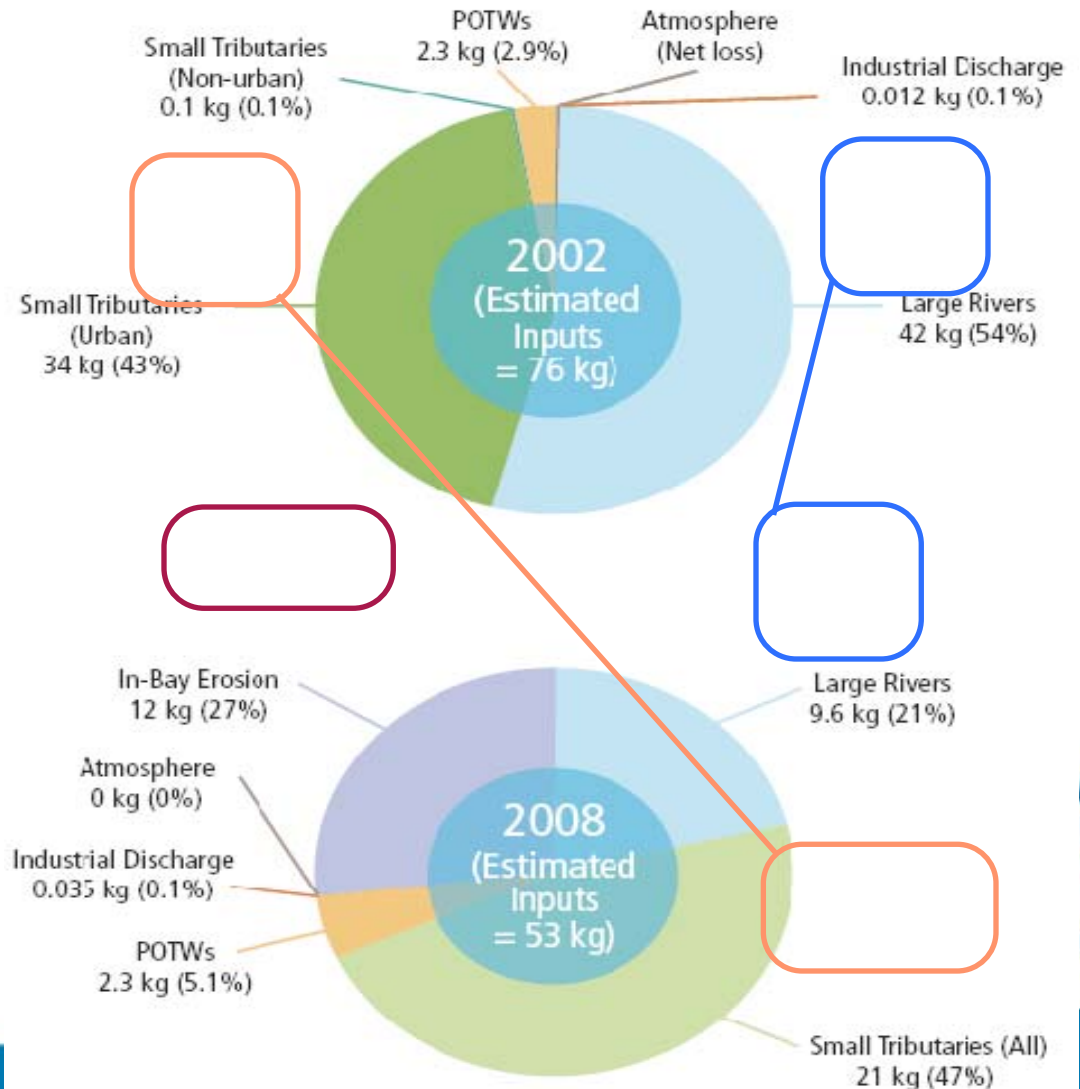 POTWs
2.3 kg (2.9%)
Atmosphere
(Net loss)
Small Tributaries
(Non-urban)
0.1 kg (0.1%)
Industrial Discharge
0.012 kg (0.1%)
2002
(Estimated
Inputs
= 76 kg)
Small Tributaries
(Urban)
34 kg (43%)
Large Rivers
42 kg (54%)
In-Bay Erosion
12 kg (27%)
Large Rivers
9.6 kg (21%)
Atmosphere
0 kg (0%)
2008
(Estimated
Inputs
= 53 kg)
Industrial Discharge
0.035 kg (0.1%)
POTWs
2.3 kg (5.1%)
Small Tributaries (All)
21 kg (47%)